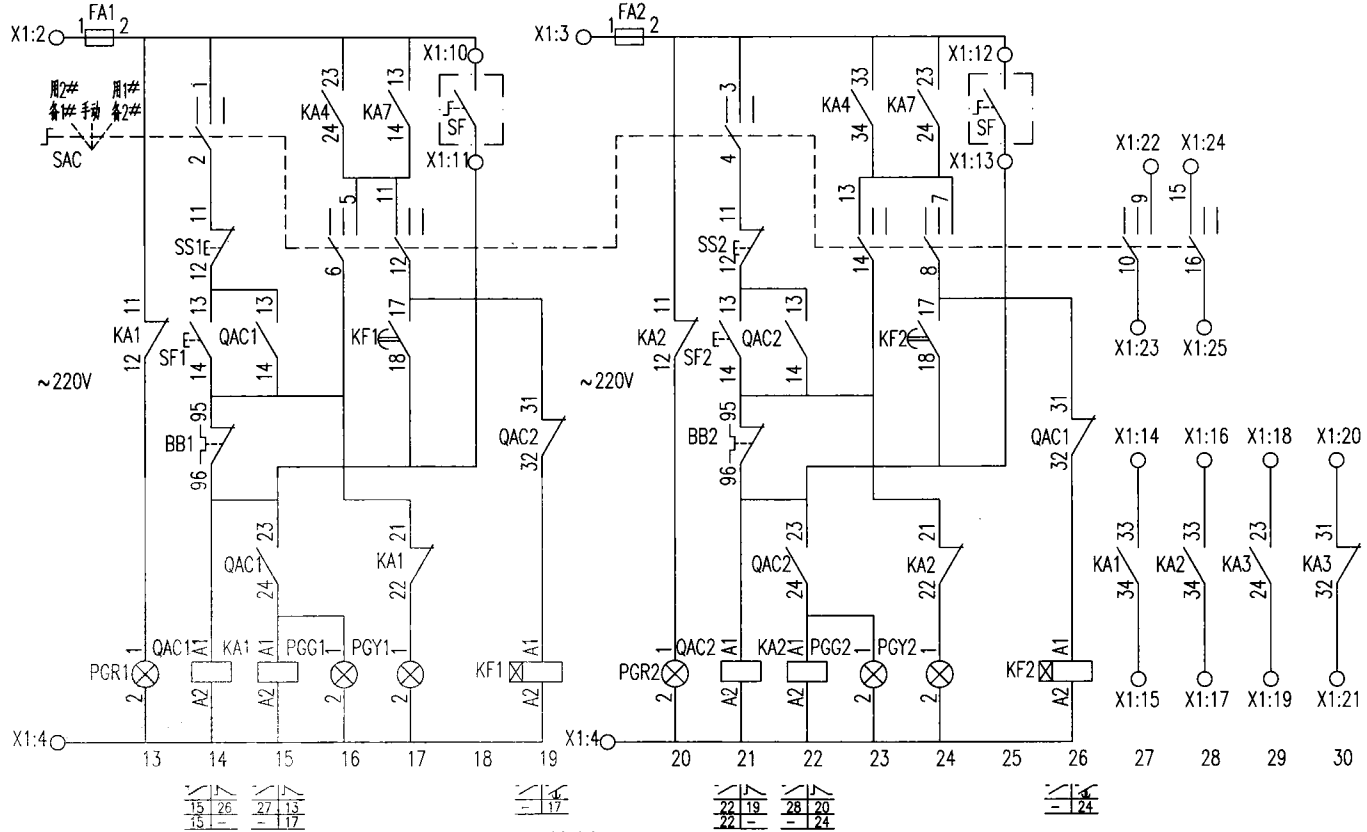 FA1
X1:2 1 2
X1:10
用2# 用1#
备1# 手动 备2#
SAC
1
2
23 KA4 24
13 KA7 14
SF
X1:11
11 SS1 12
5 6
11 12
11 KA1 12
13 SF1 14
13 QAC1 14
17 KF1 18
~220V
95 BB1 96
31 QAC2 32
23 QAC1 24
21 KA1 22
PGR1 1 2
QAC1 A1 A2
KA1 A1 A2
PGG1 1 2
PGY1 1 2
KF1 A1 A2
X1:4
13 14 15 16 17 18 19
15 26
15 -
27 13
- 17
- 17
FA2
X1:3 1 2
X1:12
3
4
33 KA4 34
23 KA7 24
SF
X1:13
11 SS2 12
13 14
7 8
11 KA2 12
13 SF2 14
13 QAC2 14
17 KF2 18
~220V
95 BB2 96
31 QAC1 32
23 QAC2 24
21 KA2 22
PGR2 1 2
QAC2 A1 A2
KA2 A1 A2
PGG2 1 2
PGY2 1 2
KF2 A1 A2
X1:4
20 21 22 23 24 25 26
22 19
22 -
28 20
- 24
- 24
X1:22 X1:24
9 10
15 16
X1:23 X1:25
X1:14 X1:16 X1:18 X1:20
33 KA1 34
33 KA2 34
23 KA3 24
31 KA3 32
X1:15 X1:17 X1:19 X1:21
27 28 29 30